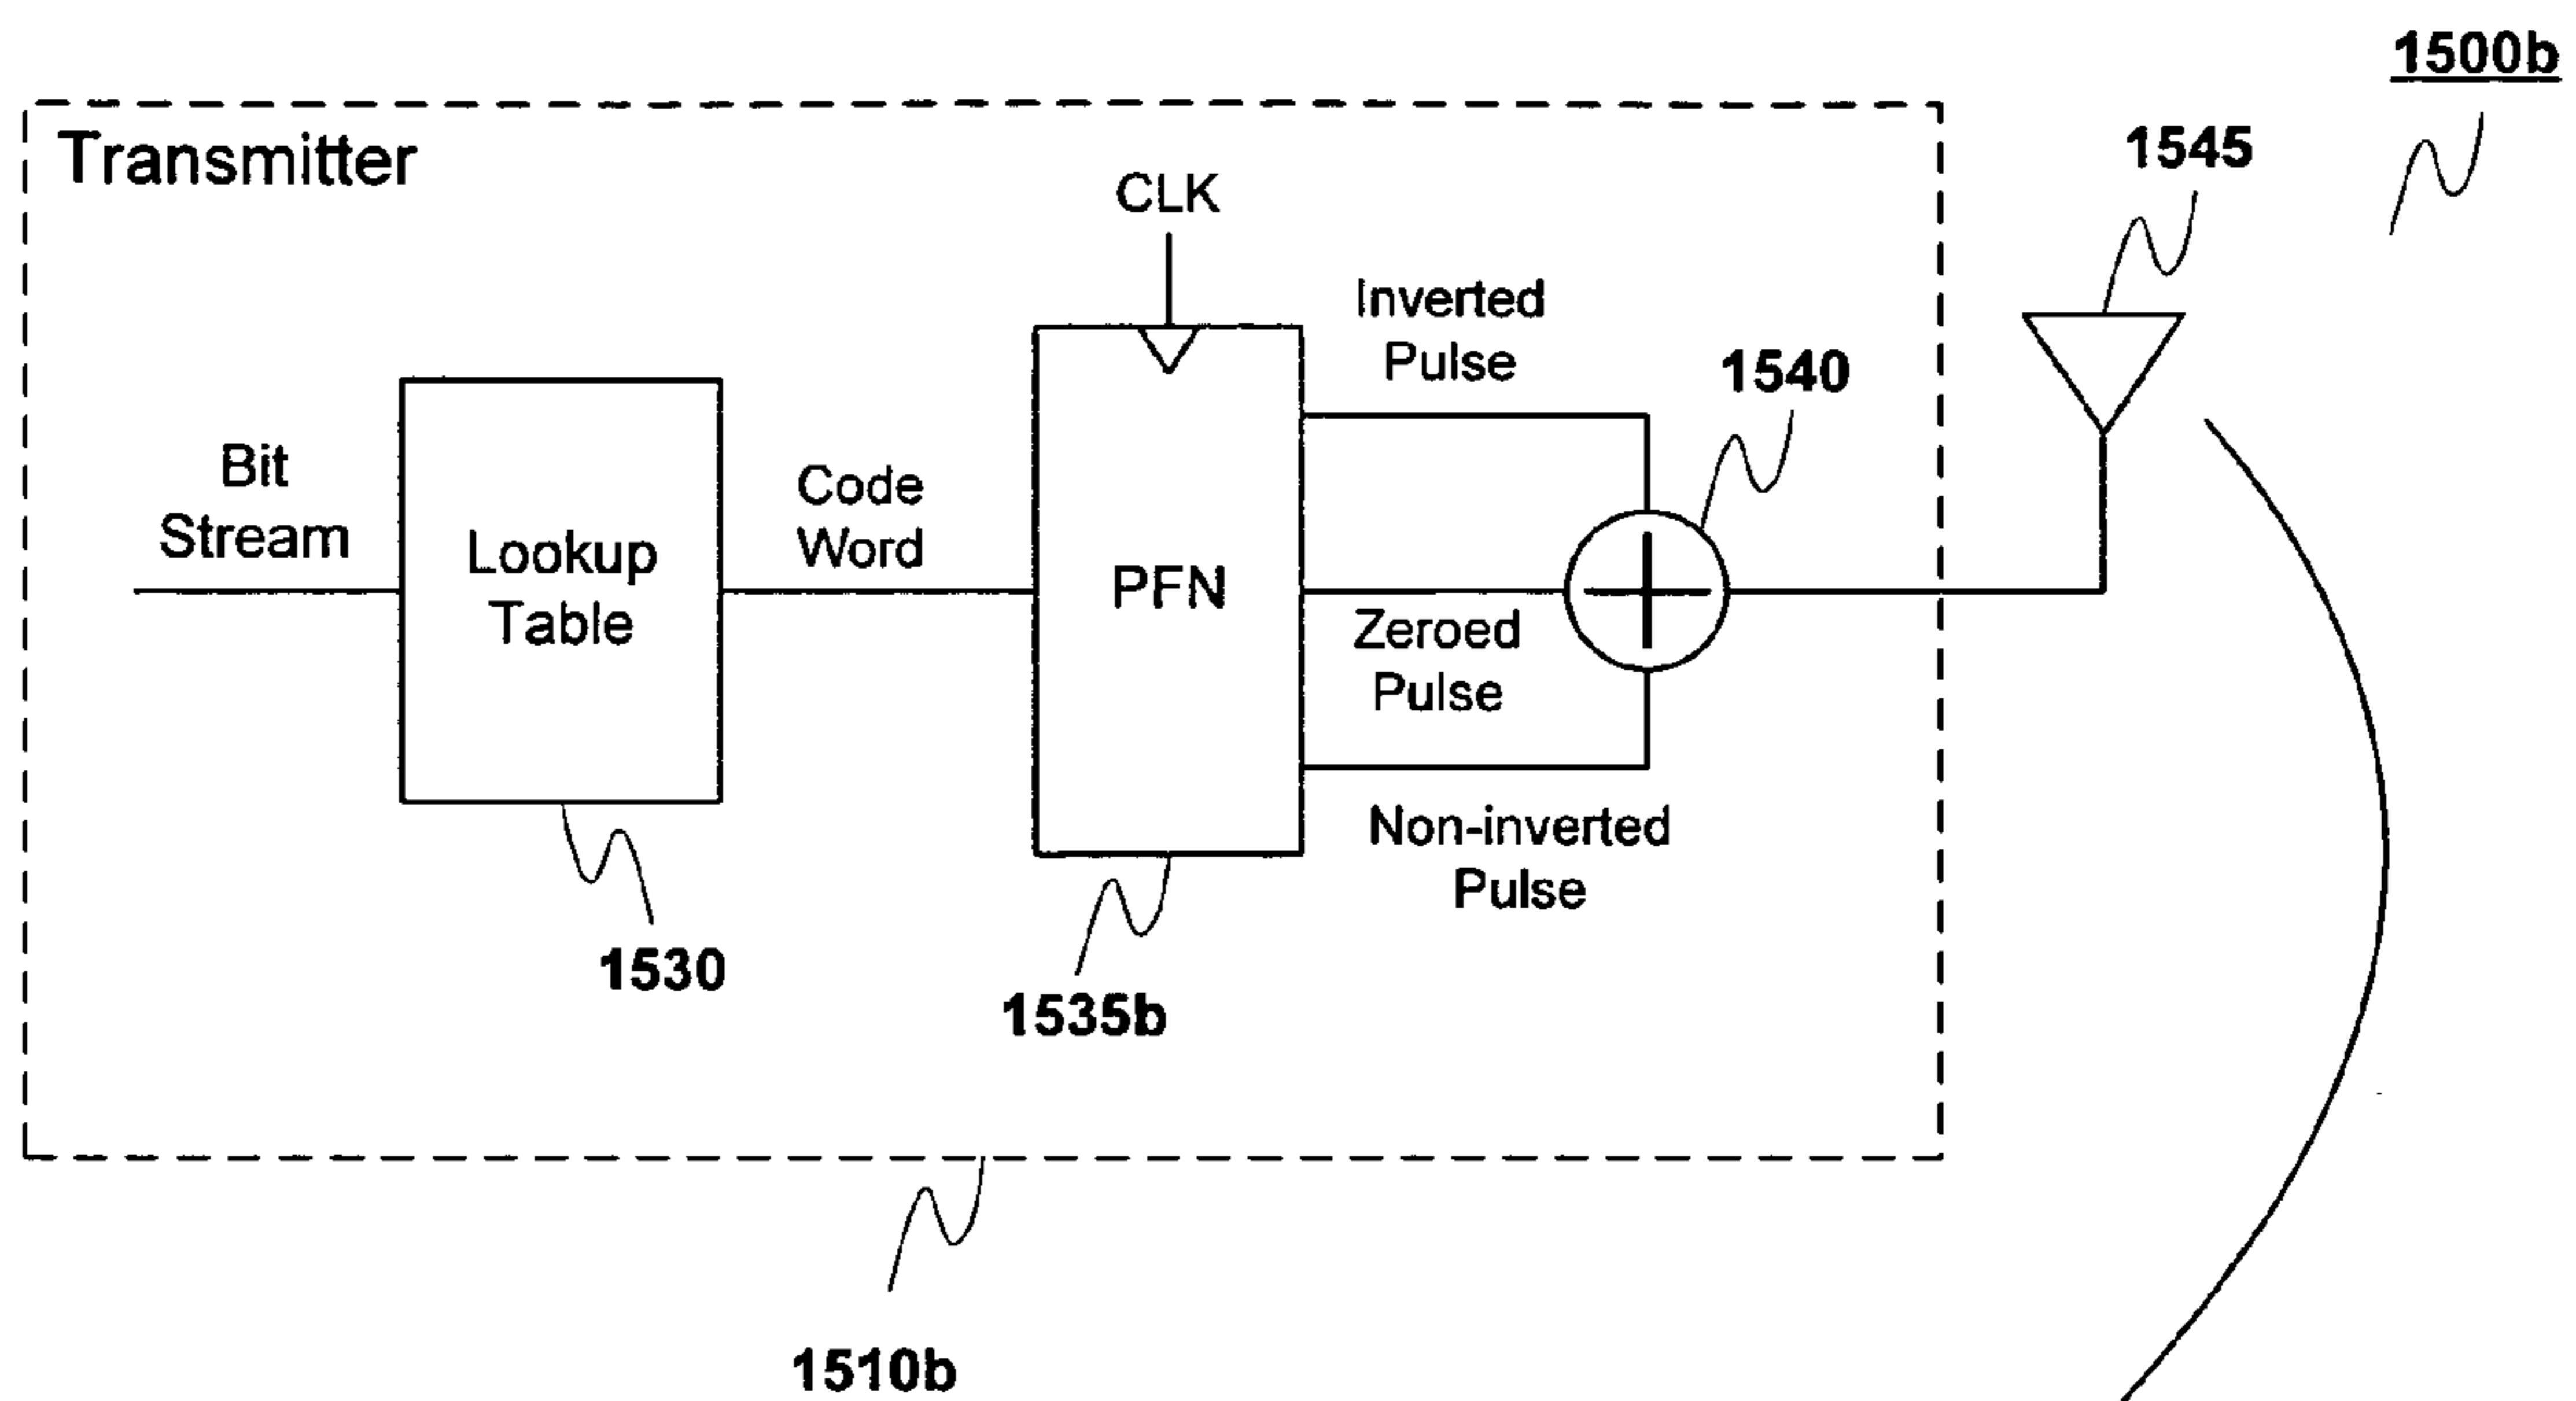 1500b
Transmitter
1545
CLK
Inverted
Pulse
1540
Bit
Stream
Lookup
Table
Code
Word
PFN
Zeroed
Pulse
Non-inverted
Pulse
1530
1535b
1510b